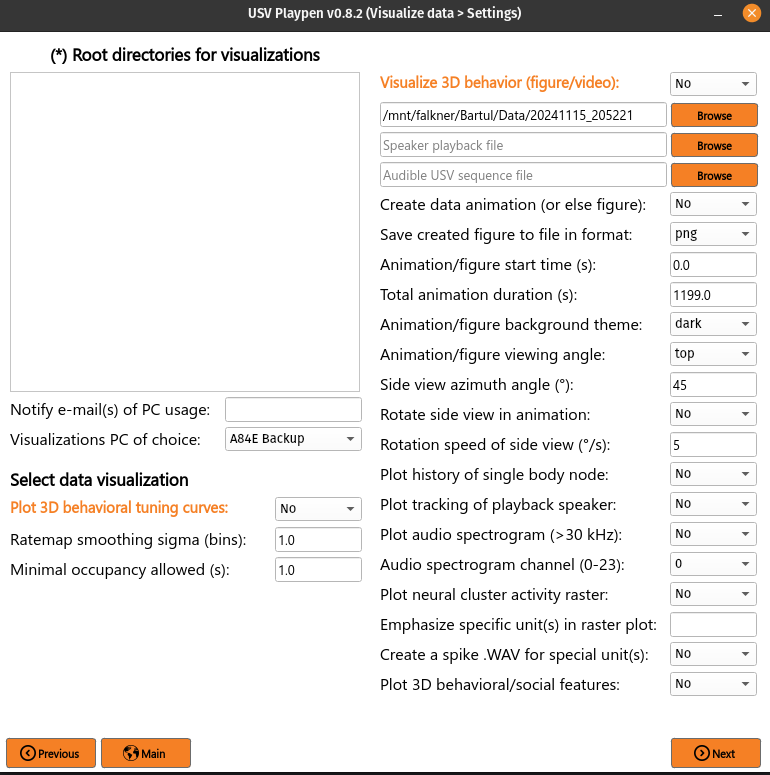 USV Playpen v0.8.2 (Visualize data > Settings)
(*) Root directories for visualizations
Notify e-mail(s) of PC usage:
Visualizations PC of choice: A84E Backup
Select data visualization
Plot 3D behavioral tuning curves: No
Ratemap smoothing sigma (bins): 1.0
Minimal occupancy allowed (s): 1.0
Visualize 3D behavior (figure/video): No
/mnt/falkner/Bartul/Data/20241115_205221 Browse
Speaker playback file Browse
Audible USV sequence file Browse
Create data animation (or else figure): No
Save created figure to file in format: png
Animation/figure start time (s): 0.0
Total animation duration (s): 1199.0
Animation/figure background theme: dark
Animation/figure viewing angle: top
Side view azimuth angle (°): 45
Rotate side view in animation: No
Rotation speed of side view (°/s): 5
Plot history of single body node: No
Plot tracking of playback speaker: No
Plot audio spectrogram (>30 kHz): No
Audio spectrogram channel (0-23): 0
Plot neural cluster activity raster: No
Emphasize specific unit(s) in raster plot:
Create a spike .WAV for special unit(s): No
Plot 3D behavioral/social features: No
Previous Main Next